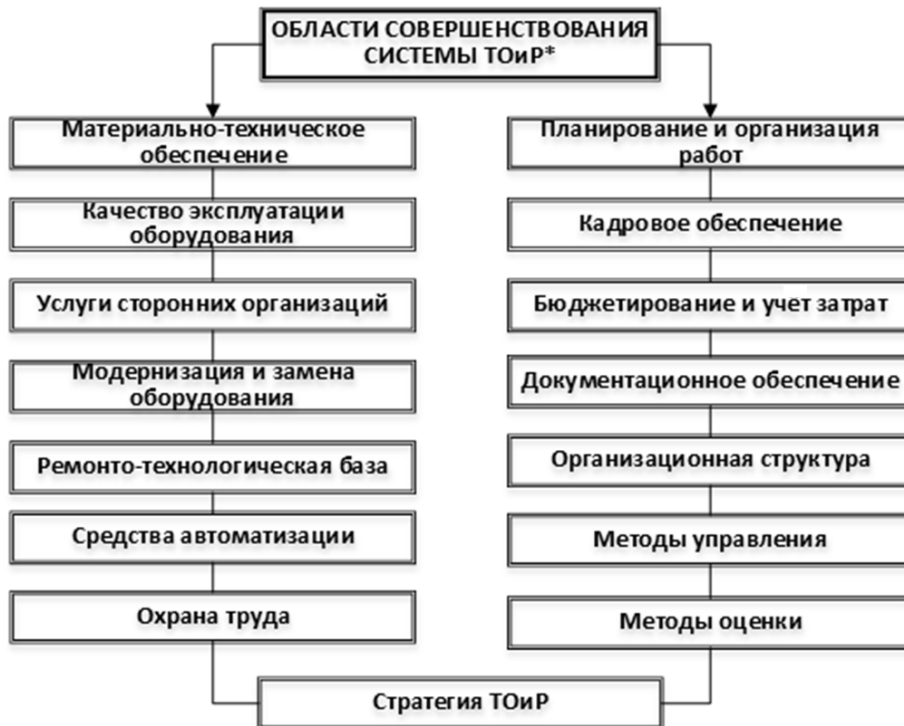 ОБЛАСТИ СОВЕРШЕНСТВОВАНИЯ
СИСТЕМЫ ТОиР*
Материально-техническое
обеспечение
Качество эксплуатации
оборудования
Услуги сторонних организаций
Модернизация и замена
оборудования
Ремонто-технологическая база
Средства автоматизации
Охрана труда
Планирование и организация
работ
Кадровое обеспечение
Бюджетирование и учет затрат
Документационное обеспечение
Организационная структура
Методы управления
Методы оценки
Стратегия ТОиР